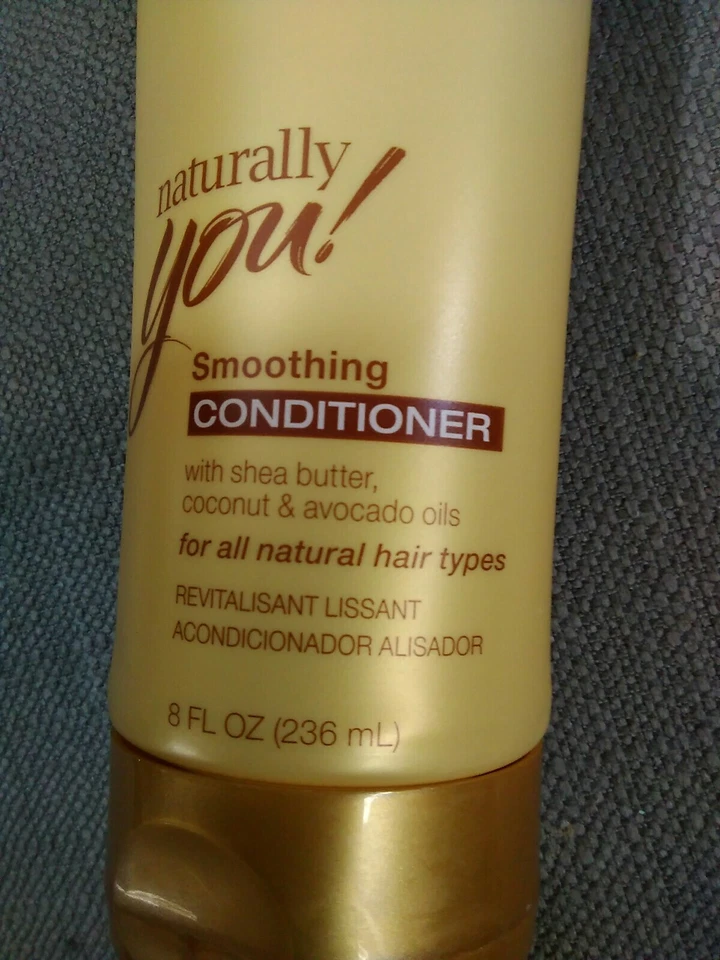 naturally
you!
Smoothing
CONDITIONER
with shea butter,
coconut & avocado oils
for all natural hair types
REVITALISANT LISSANT
ACONDICIONADOR ALISADOR
8 FL OZ (236 mL)